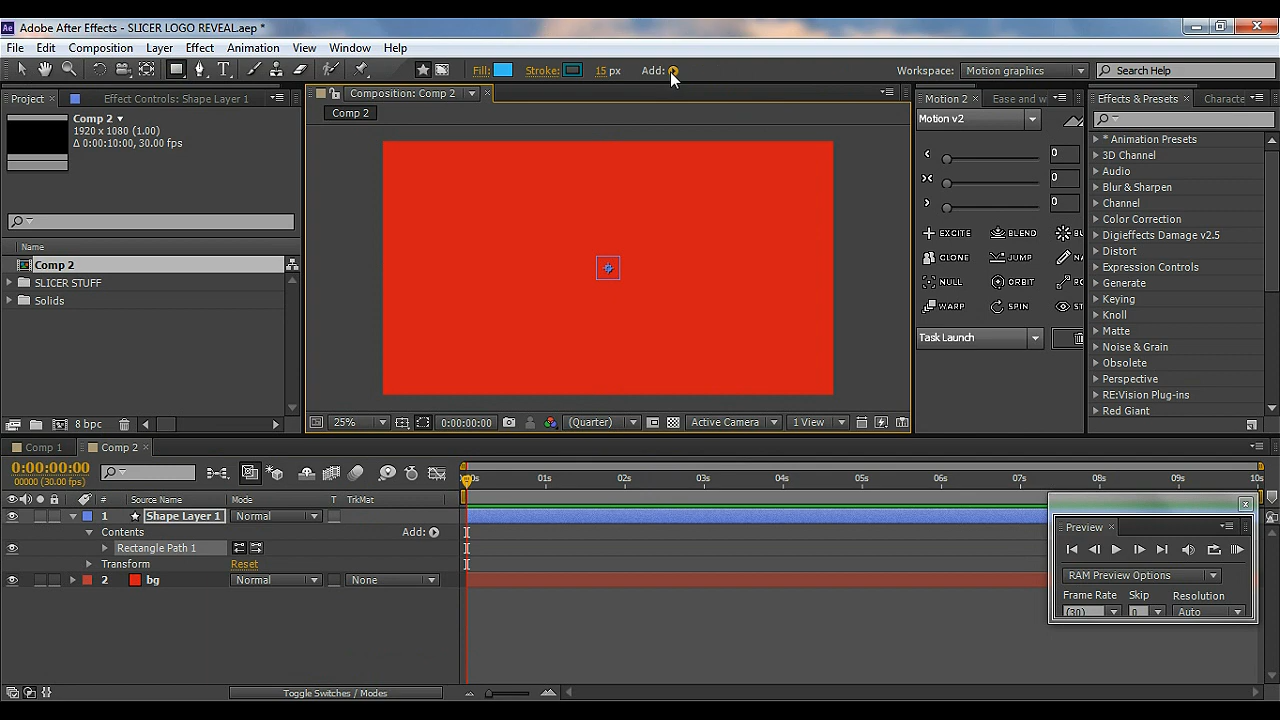 Adobe After Effects - SLICER LOGO REVEAL.aep *
File Edit Composition Layer Effect Animation View Window Help
Fill: Stroke: 15 px Add: Workspace: Motion graphics Search Help
Project Effect Controls: Shape Layer 1 Composition: Comp 2 Motion 2 Ease and w Effects & Presets Characte
Comp 2
1920 x 1080 (1.00)
Δ 0:00:10:00, 30.00 fps
Comp 2
Motion v2
0
0
0
EXCITE BLEND BU
CLONE JUMP N
NULL ORBIT RO
WARP SPIN ST
Task Launch
* Animation Presets
3D Channel
Audio
Blur & Sharpen
Channel
Color Correction
Digieffects Damage v2.5
Distort
Expression Controls
Generate
Keying
Knoll
Matte
Noise & Grain
Obsolete
Perspective
RE:Vision Plug-ins
Red Giant
Name
Comp 2
SLICER STUFF
Solids
8 bpc
25% 0:00:00:00 (Quarter) Active Camera 1 View
Comp 1 Comp 2
0:00:00:00
00000 (30.00 fps)
01s 02s 03s 04s 05s 06s 07s 08s 09s 10s
# Source Name Mode T TrkMat
1 Shape Layer 1 Normal
Contents Add:
Rectangle Path 1
Transform Reset
2 bg Normal None
Preview
RAM Preview Options
Frame Rate Skip Resolution
(30) 0 Auto
Toggle Switches / Modes